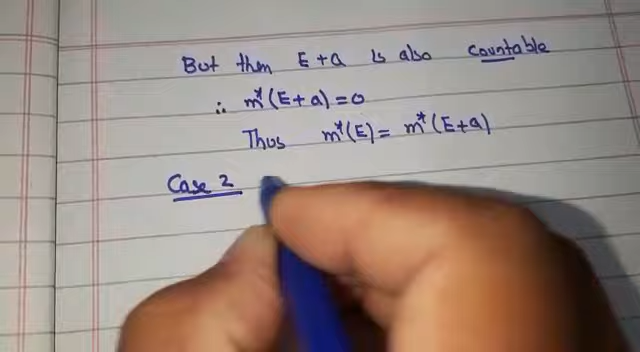 But then E+a is also countable
∴ m*(E+a)=0
Thus m*(E) = m*(E+a)
Case 2